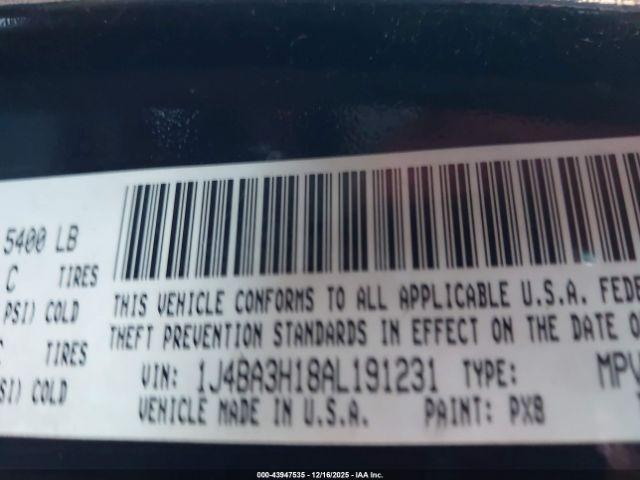 5400 LB
C TIRES
PSI) COLD
THIS VEHICLE CONFORMS TO ALL APPLICABLE U.S.A. FEDE
THEFT PREVENTION STANDARDS IN EFFECT ON THE DATE O
C TIRES
SI) COLD
VIN: 1J4BA3H18AL191231 TYPE: MPV
VEHICLE MADE IN U.S.A. PAINT: PX8
000-43947535 - 12/16/2025 - IAA Inc.